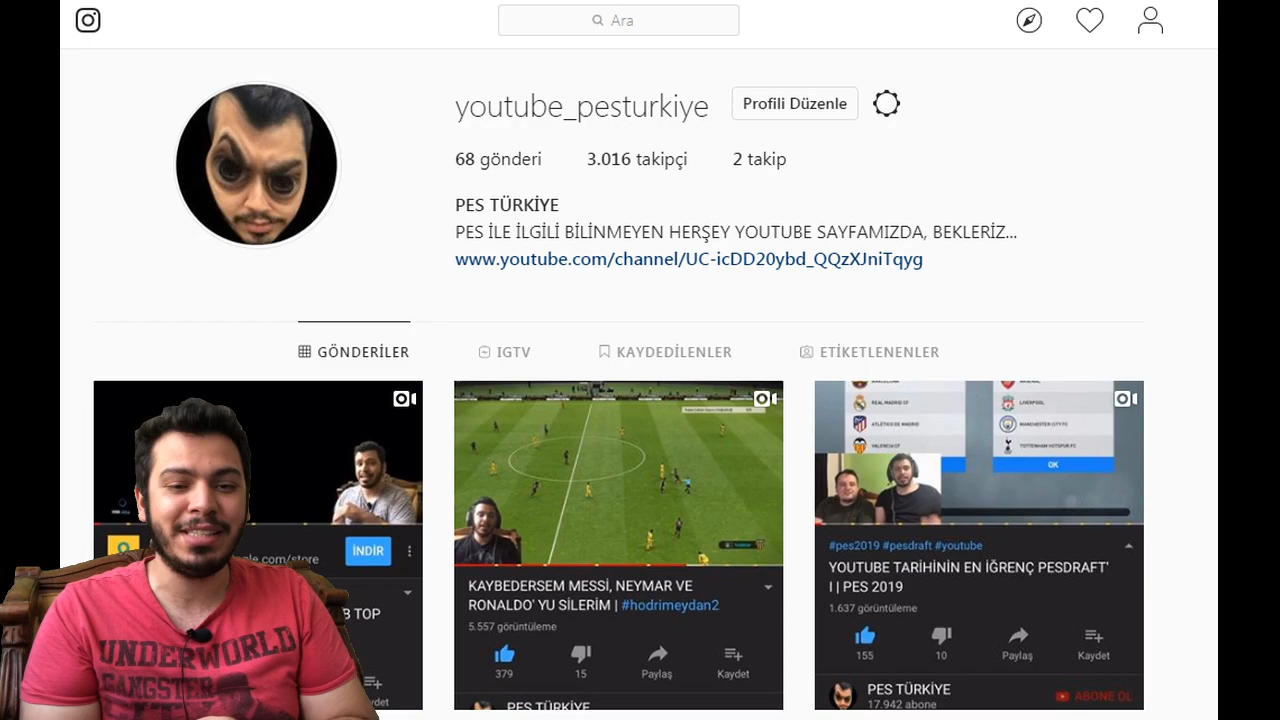 Ara
youtube_pesturkiye
Profili Düzenle
68 gönderi 3.016 takipçi 2 takip
PES TÜRKİYE
PES İLE İLGİLİ BİLİNMEYEN HERŞEY YOUTUBE SAYFAMIZDA, BEKLERİZ...
www.youtube.com/channel/UC-icDD20ybd_QQzXJniTqyg
GÖNDERİLER IGTV KAYDEDİLENLER ETİKETLENENLER
gle.com/store
İNDİR
B TOP
UNDERWORLD
GANGSTER
KAYBEDERSEM MESSİ, NEYMAR VE
RONALDO' YU SİLERİM | #hodrimeydan2
5.557 görüntüleme
379 15 Paylaş Kaydet
PES TÜRKİYE
REAL MADRID CF
ATLÉTICO DE MADRID
VALENCIA CF
LIVERPOOL
MANCHESTER CITY FC
TOTTENHAM HOTSPUR FC
OK
#pes2019 #pesdraft #youtube
YOUTUBE TARİHİNİN EN İĞRENÇ PESDRAFT'
I | PES 2019
1.637 görüntüleme
155 10 Paylaş Kaydet
PES TÜRKİYE
17.942 abone
ABONE OL